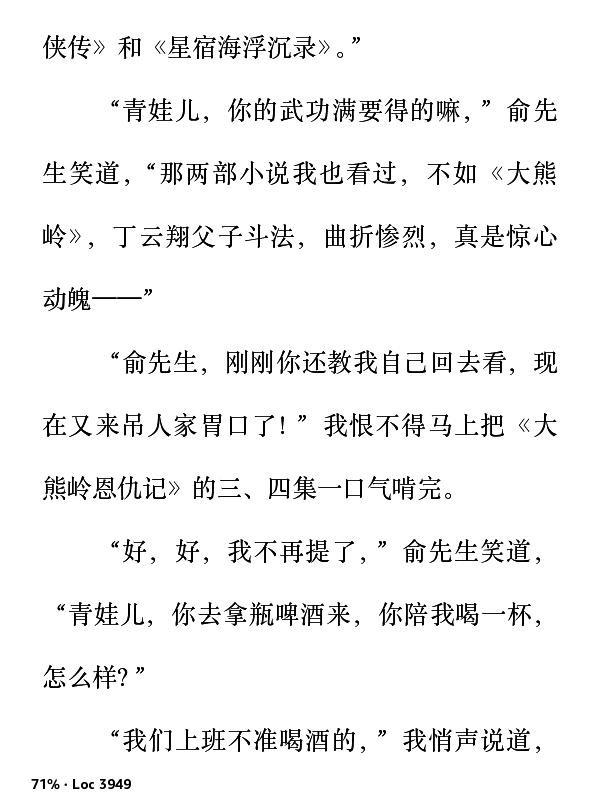 侠传》和《星宿海浮沉录》。”
“青娃儿，你的武功满要得的嘛，”俞先
生笑道，“那两部小说我也看过，不如《大熊
岭》，丁云翔父子斗法，曲折惨烈，真是惊心
动魄——”
“俞先生，刚刚你还教我自己回去看，现
在又来吊人家胃口了！”我恨不得马上把《大
熊岭恩仇记》的三、四集一口气啃完。
“好，好，我不再提了，”俞先生笑道，
“青娃儿，你去拿瓶啤酒来，你陪我喝一杯，
怎么样？”
“我们上班不准喝酒的，”我悄声说道，
71% · Loc 3949